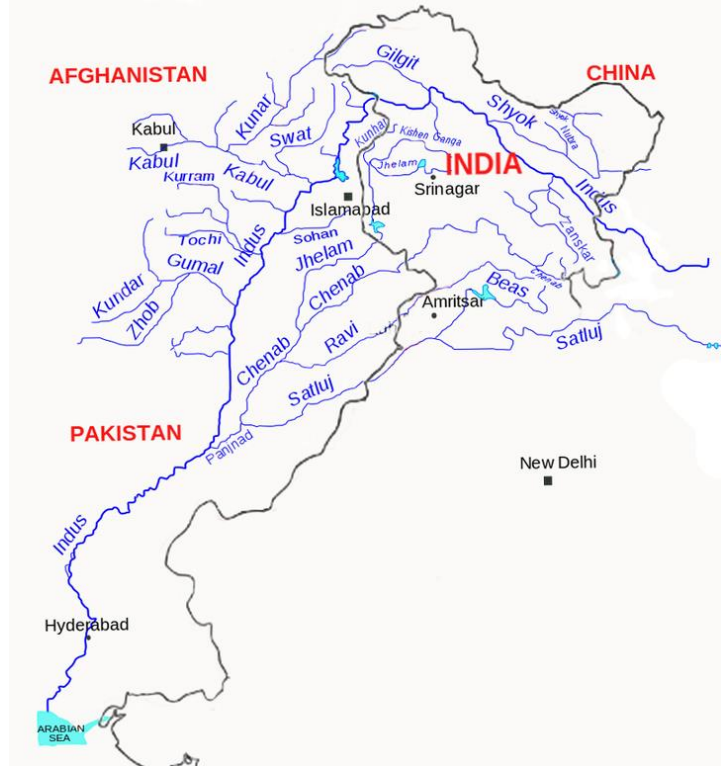 AFGHANISTAN
CHINA
Gilgit
Shyok
Nubra
Kunar
Swat
Kunhar
Kishen Ganga
Kabul
Kabul
Kabul
Kurram
Jhelam
INDIA
Srinagar
Indus
Islamabad
Zanskar
Tochi
Indus
Sohan
Jhelam
Gumal
Kundar
Zhob
Chenab
Chenab
Beas
Amritsar
Ravi
Satluj
Chenab
Satluj
PAKISTAN
Panjnad
New Delhi
Indus
Hyderabad
ARABIAN
SEA